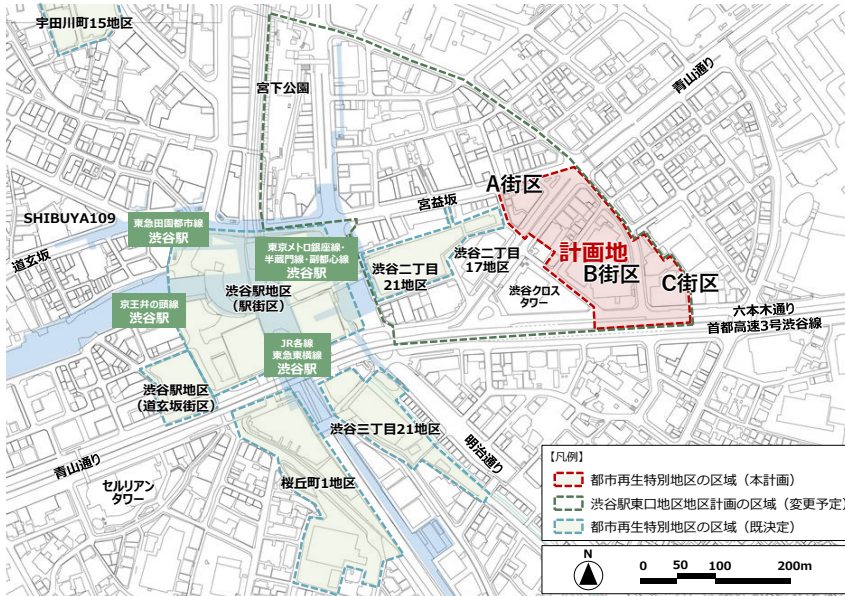 宇田川町15地区
宮下公園
青山通り
A街区
宮益坂
SHIBUYA109
東急田園都市線
渋谷駅
道玄坂
東京メトロ銀座線・
半蔵門線・副都心線
渋谷駅
渋谷二丁目
21地区
渋谷二丁目
17地区
計画地
B街区
C街区
渋谷クロス
タワー
渋谷駅地区
(駅街区)
京王井の頭線
渋谷駅
六本木通り
首都高速3号渋谷線
JR各線
東急東横線
渋谷駅
渋谷駅地区
(道玄坂街区)
渋谷三丁目21地区
明治通り
青山通り
セルリアン
タワー
桜丘町1地区
【凡例】
都市再生特別地区の区域(本計画)
渋谷駅東口地区地区計画の区域(変更予定)
都市再生特別地区の区域(既決定)
N
0 50 100 200m